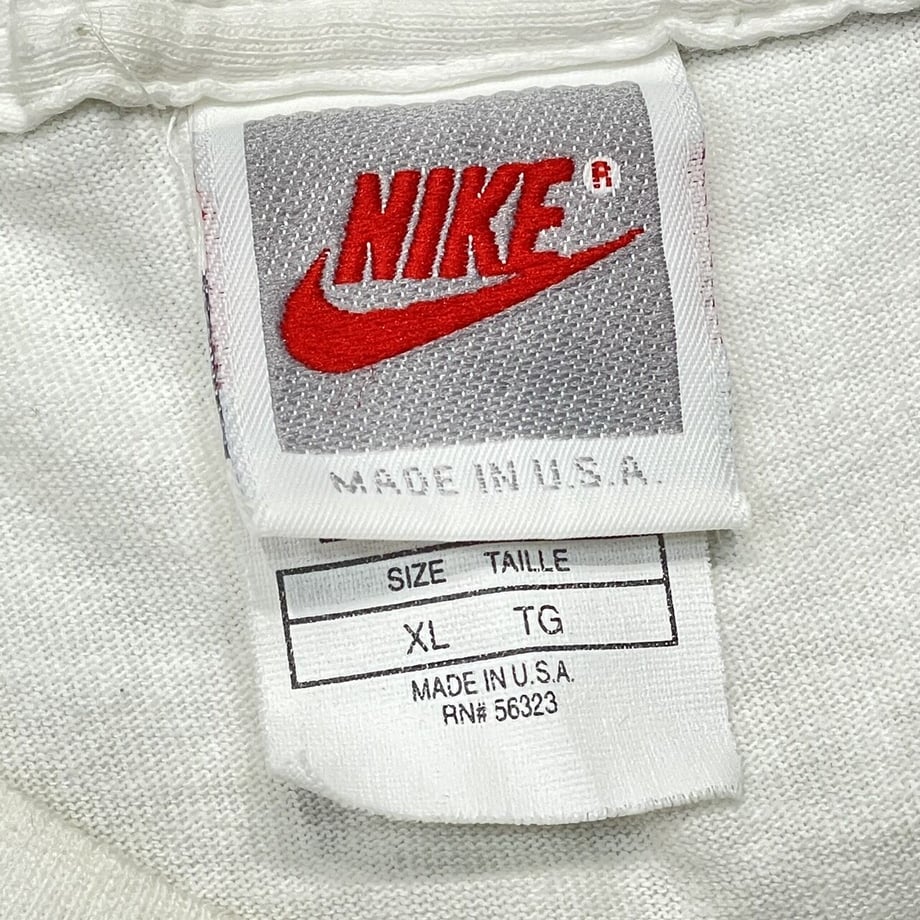 NIKE®
MADE IN U.S.A.
SIZE TAILLE
XL TG
MADE IN U.S.A.
RN# 56323